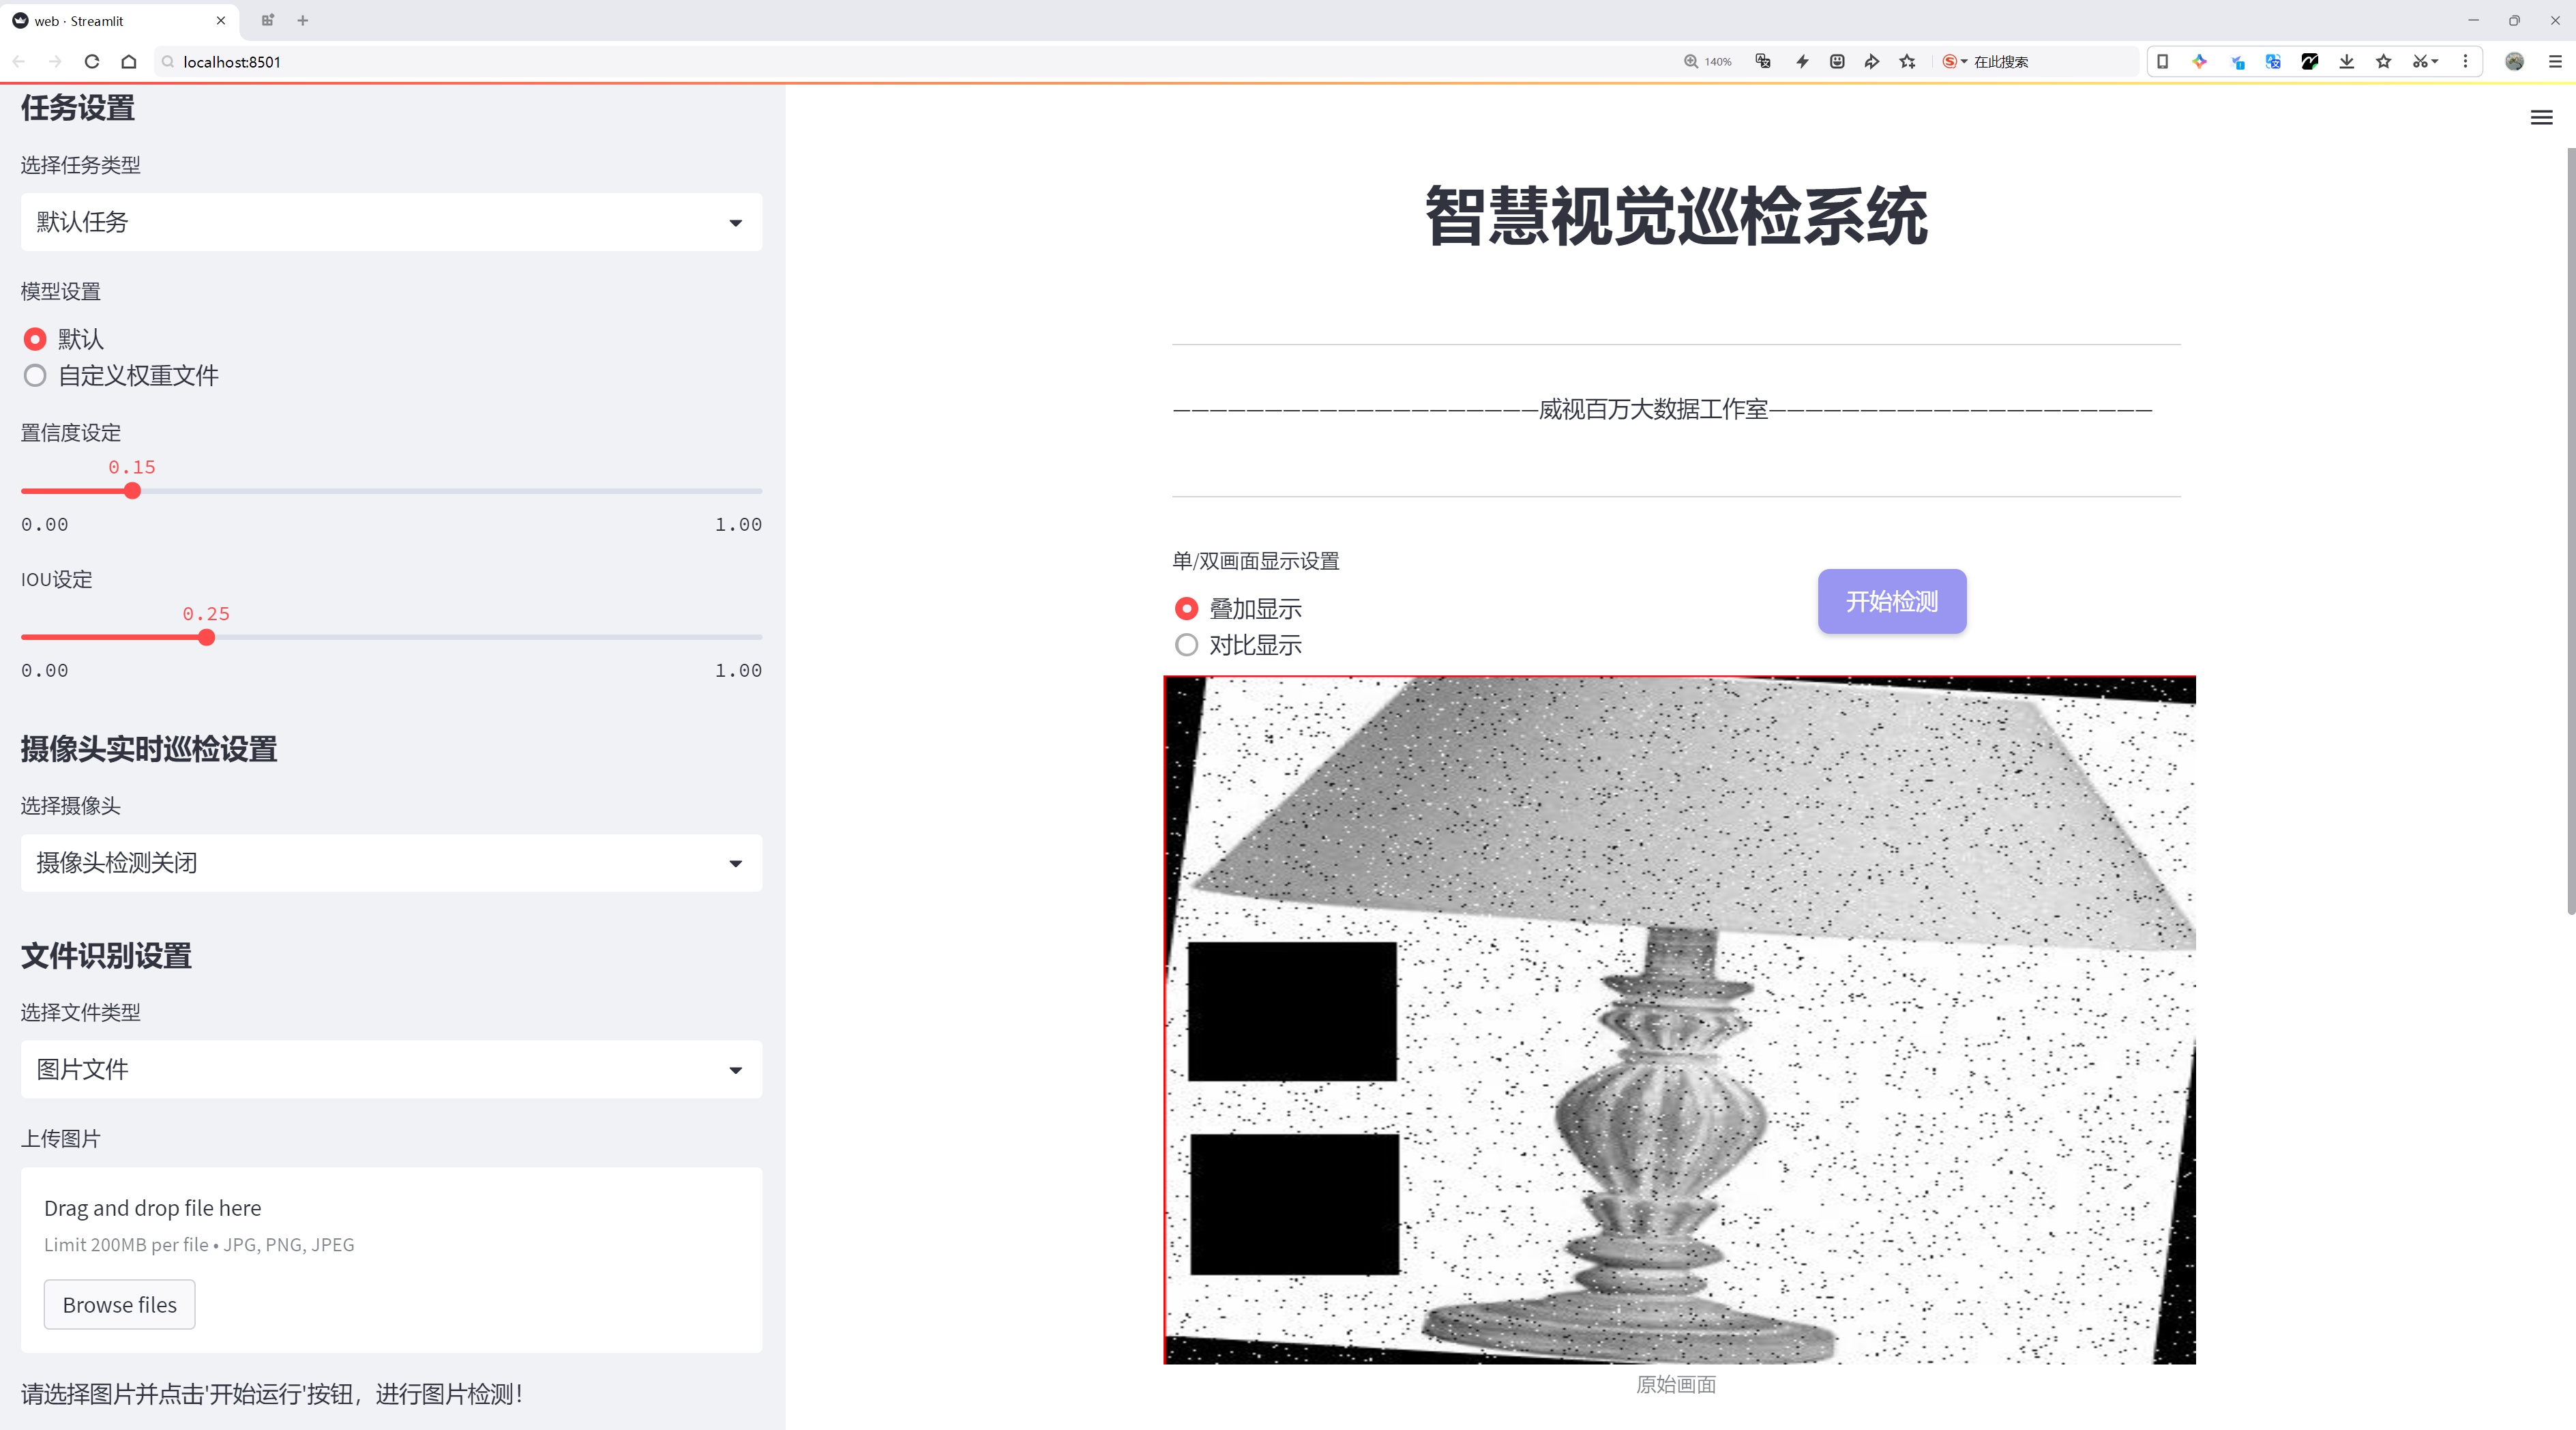 web · Streamlit
localhost:8501
140%
在此搜索
任务设置
选择任务类型
默认任务
模型设置
默认
自定义权重文件
置信度设定
0.15
0.00
1.00
IOU设定
0.25
0.00
1.00
摄像头实时巡检设置
选择摄像头
摄像头检测关闭
文件识别设置
选择文件类型
图片文件
上传图片
Drag and drop file here
Limit 200MB per file • JPG, PNG, JPEG
Browse files
请选择图片并点击'开始运行'按钮，进行图片检测！
智慧视觉巡检系统
————————————————————威视百万大数据工作室—————————————————————
单/双画面显示设置
叠加显示
对比显示
开始检测
原始画面